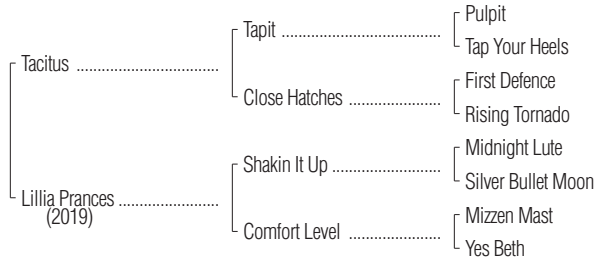 Pulpit
Tapit ..............................
Tap Your Heels
Tacitus ..................................
First Defence
Close Hatches .....................
Rising Tornado
Midnight Lute
Shakin It Up .........................
Silver Bullet Moon
Lillia Prances ........................
(2019)
Mizzen Mast
Comfort Level .....................
Yes Beth